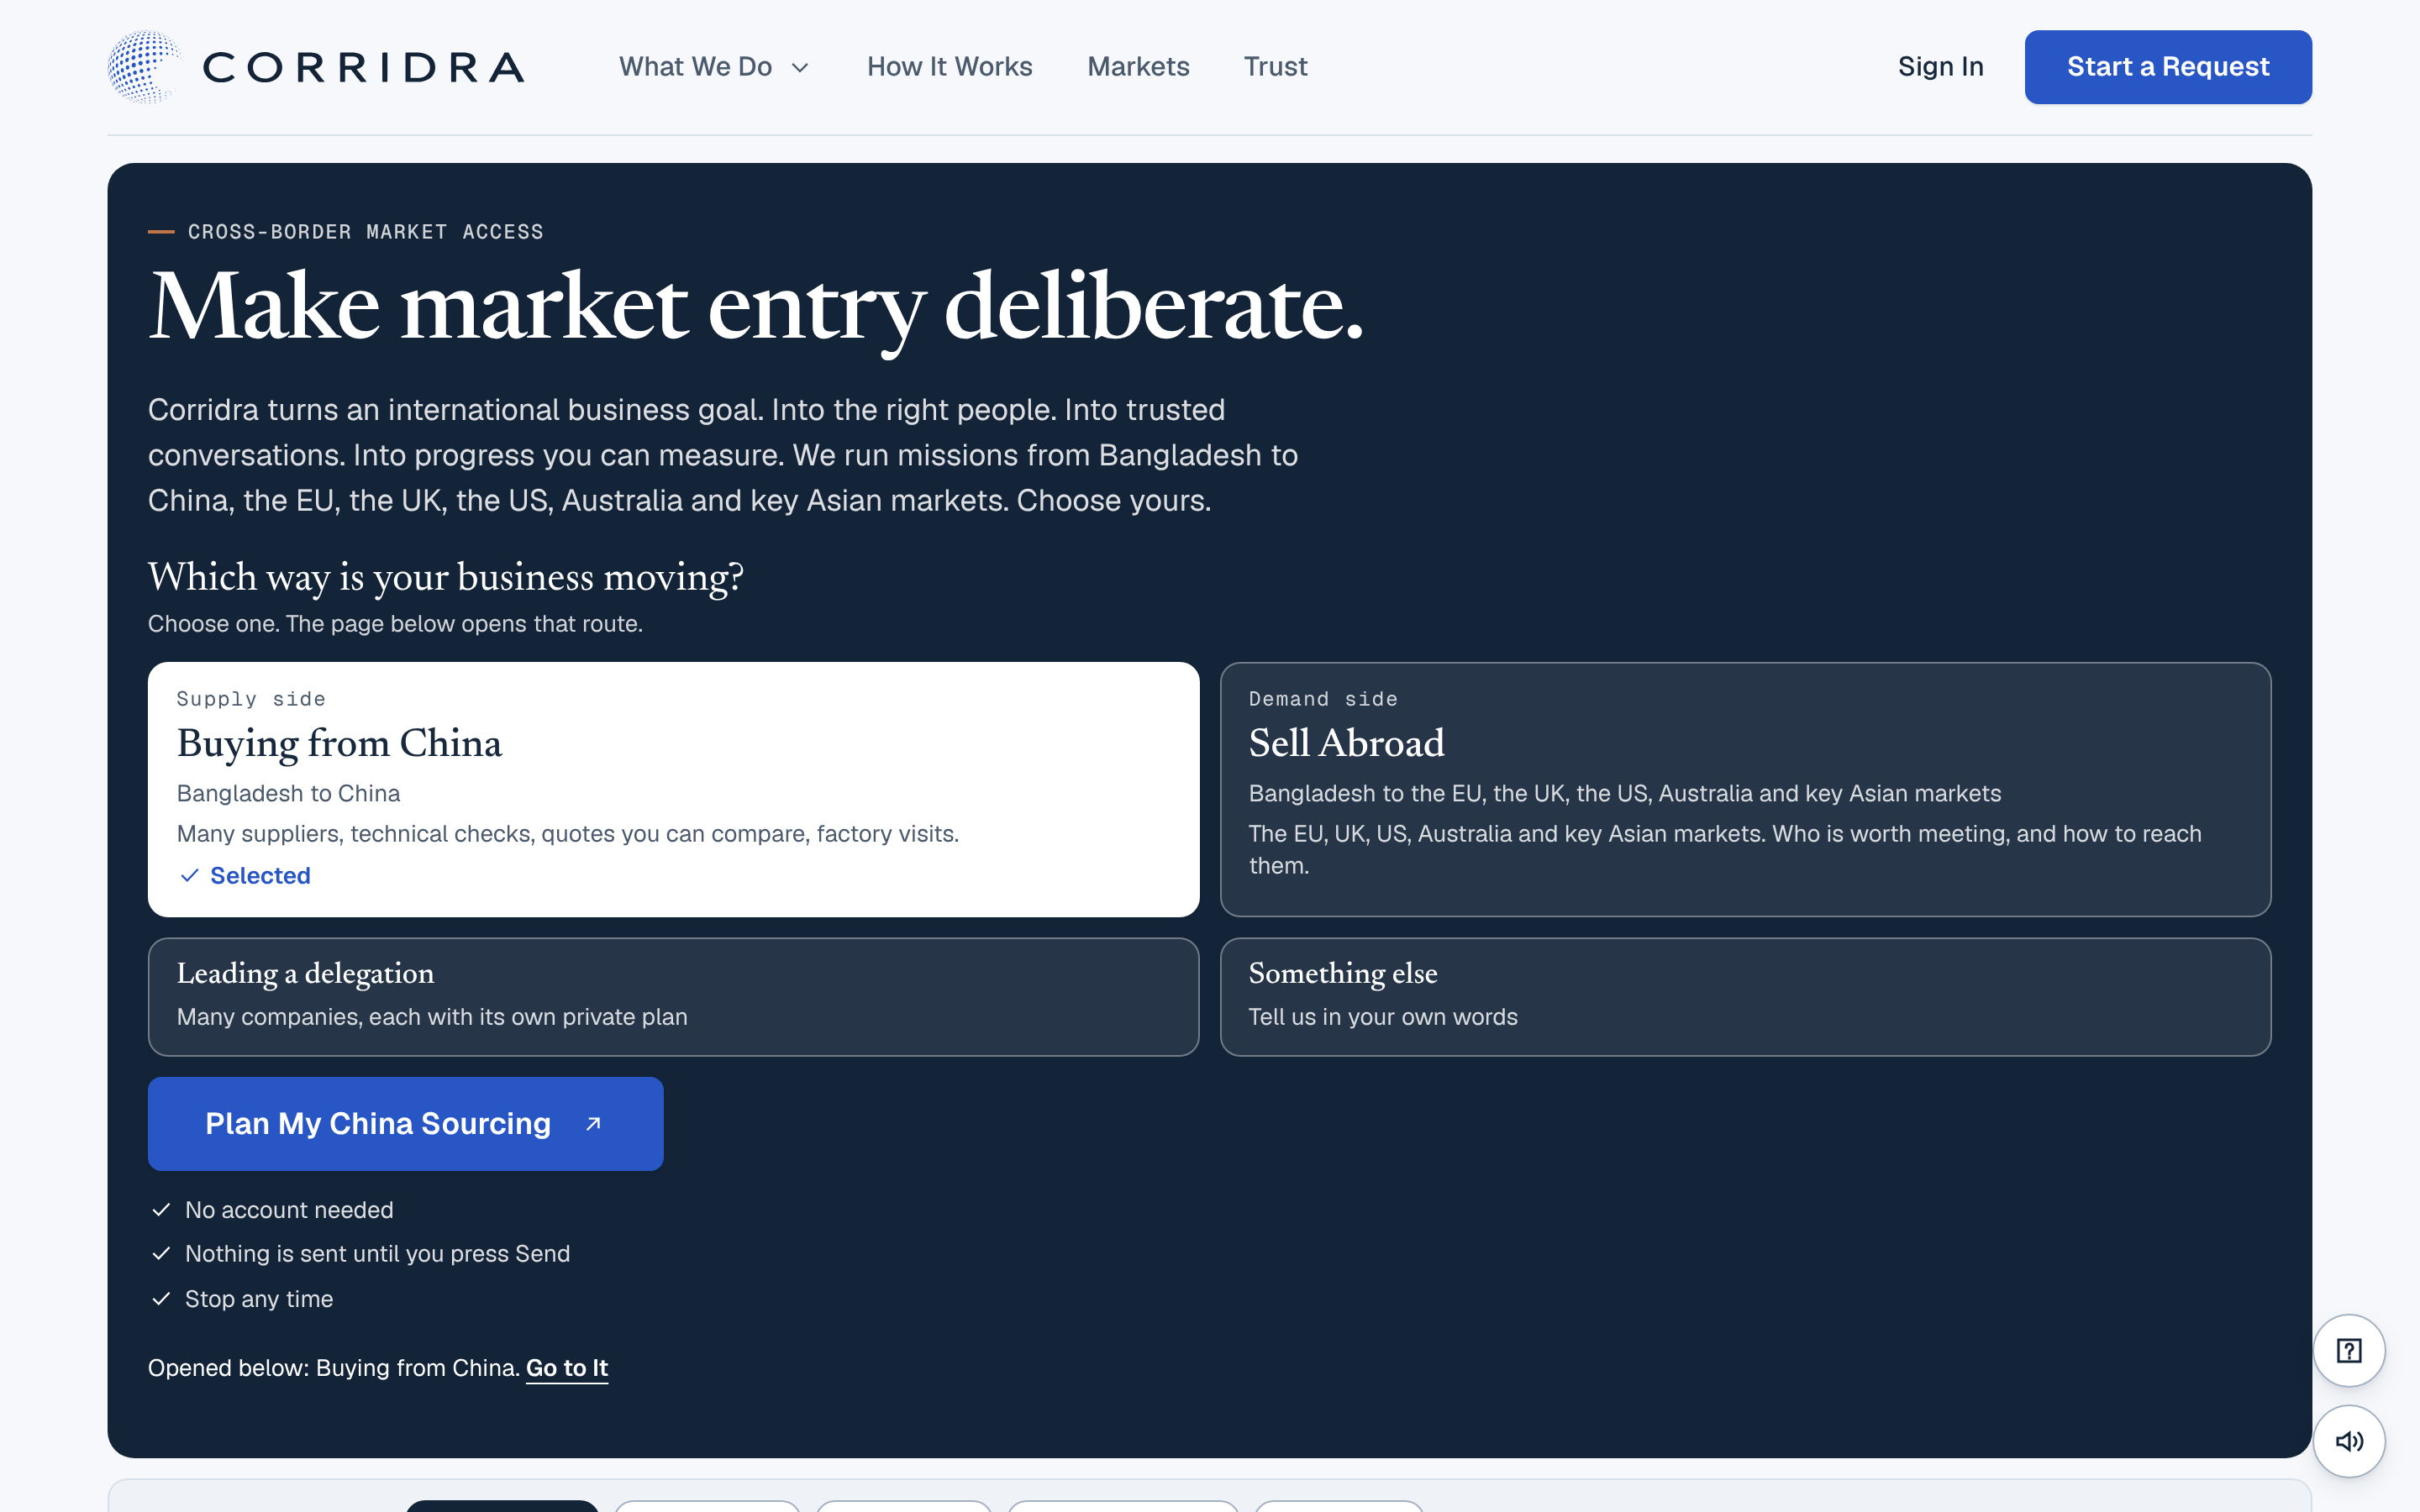 CORRIDRA
What We Do
How It Works
Markets
Trust
Sign In
Start a Request
CROSS-BORDER MARKET ACCESS
Make market entry deliberate.
Corridra turns an international business goal. Into the right people. Into trusted
conversations. Into progress you can measure. We run missions from Bangladesh to
China, the EU, the UK, the US, Australia and key Asian markets. Choose yours.
Which way is your business moving?
Choose one. The page below opens that route.
Supply side
Buying from China
Bangladesh to China
Many suppliers, technical checks, quotes you can compare, factory visits.
Selected
Demand side
Sell Abroad
Bangladesh to the EU, the UK, the US, Australia and key Asian markets
The EU, UK, US, Australia and key Asian markets. Who is worth meeting, and how to reach
them.
Leading a delegation
Many companies, each with its own private plan
Something else
Tell us in your own words
Plan My China Sourcing
No account needed
Nothing is sent until you press Send
Stop any time
Opened below: Buying from China. Go to It